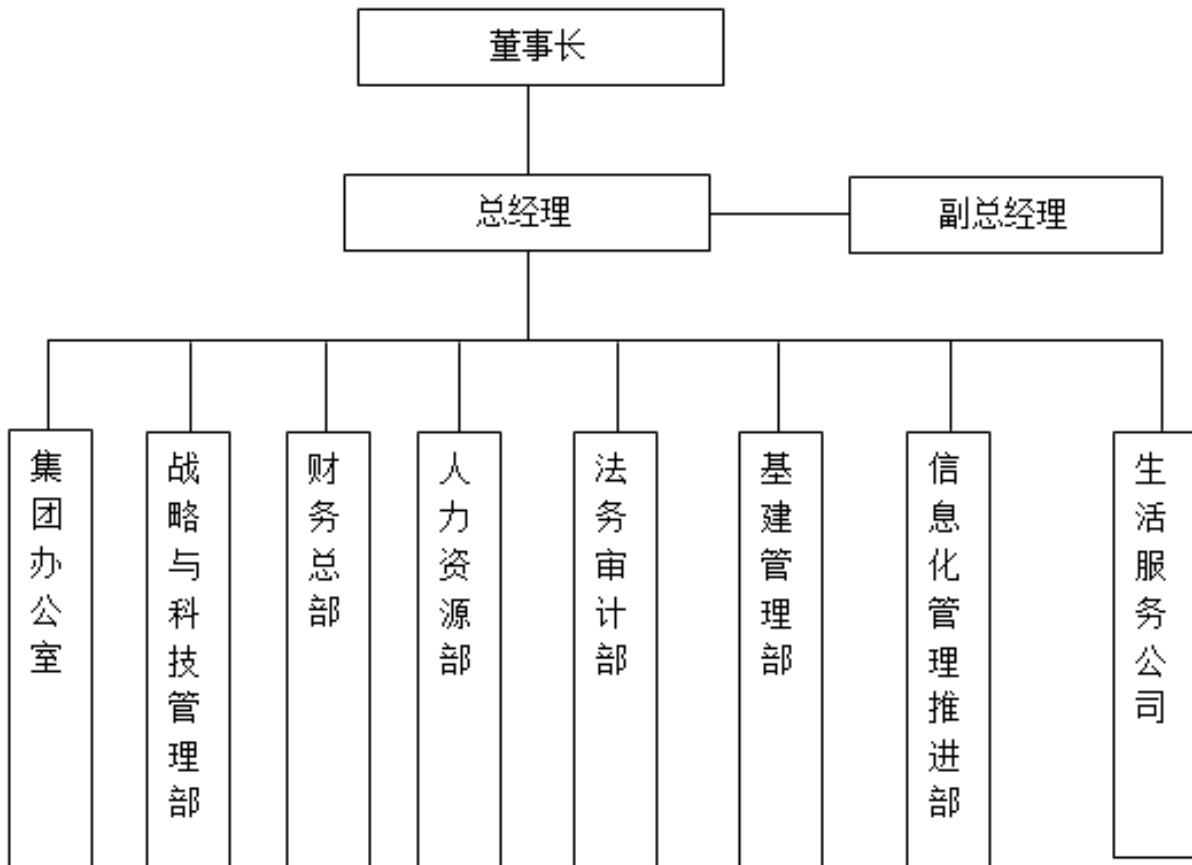 董事长
总经理
副总经理
集团办公室
战略与科技管理部
财务总部
人力资源部
法务审计部
基建管理部
信息化管理推进部
生活服务公司